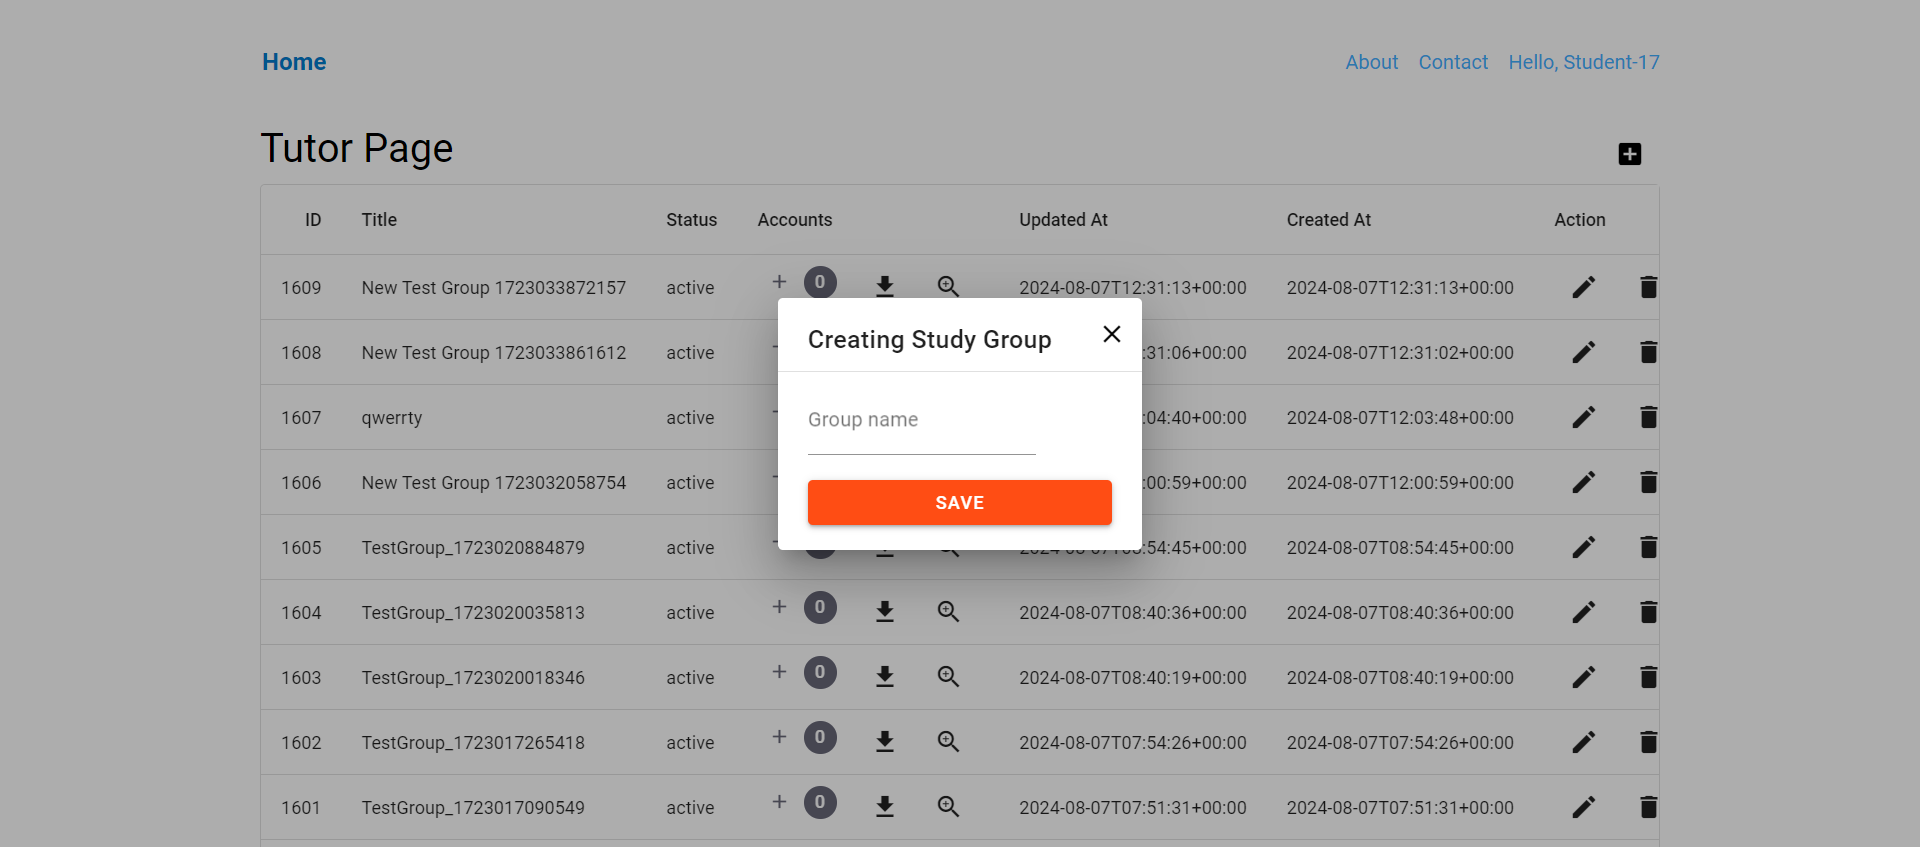 Home About Contact Hello, Student-17
Tutor Page
ID Title Status Accounts Updated At Created At Action
1609 New Test Group 1723033872157 active + 0 2024-08-07T12:31:13+00:00 2024-08-07T12:31:13+00:00
Creating Study Group
1608 New Test Group 1723033861612 active :31:06+00:00 2024-08-07T12:31:02+00:00
Group name
1607 qwerrty active :04:40+00:00 2024-08-07T12:03:48+00:00
1606 New Test Group 1723032058754 active :00:59+00:00 2024-08-07T12:00:59+00:00
SAVE
1605 TestGroup_1723020884879 active :54:45+00:00 2024-08-07T08:54:45+00:00
1604 TestGroup_1723020035813 active + 0 2024-08-07T08:40:36+00:00 2024-08-07T08:40:36+00:00
1603 TestGroup_1723020018346 active + 0 2024-08-07T08:40:19+00:00 2024-08-07T08:40:19+00:00
1602 TestGroup_1723017265418 active + 0 2024-08-07T07:54:26+00:00 2024-08-07T07:54:26+00:00
1601 TestGroup_1723017090549 active + 0 2024-08-07T07:51:31+00:00 2024-08-07T07:51:31+00:00